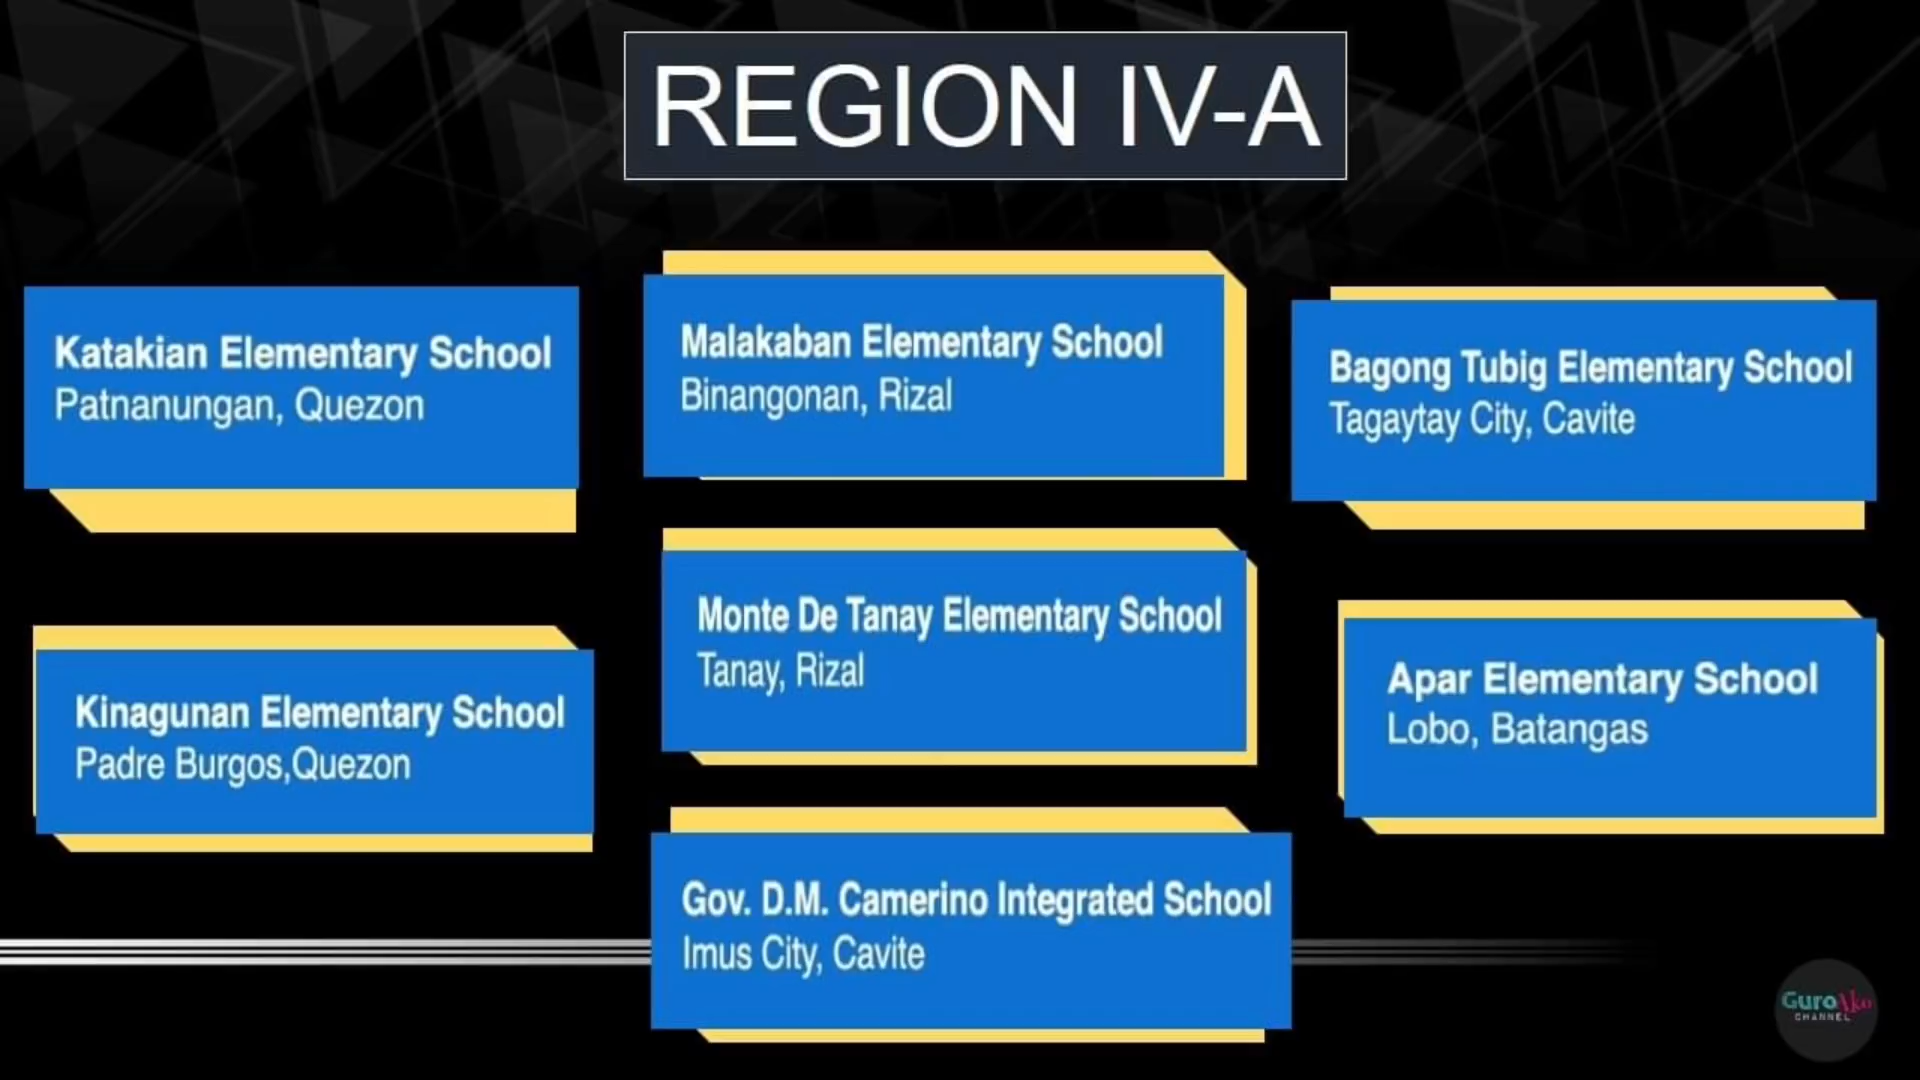 REGION IV-A
Katakian Elementary School
Patnanungan, Quezon
Malakaban Elementary School
Binangonan, Rizal
Bagong Tubig Elementary School
Tagaytay City, Cavite
Kinagunan Elementary School
Padre Burgos,Quezon
Monte De Tanay Elementary School
Tanay, Rizal
Apar Elementary School
Lobo, Batangas
Gov. D.M. Camerino Integrated School
Imus City, Cavite
GuroAko
CHANNEL